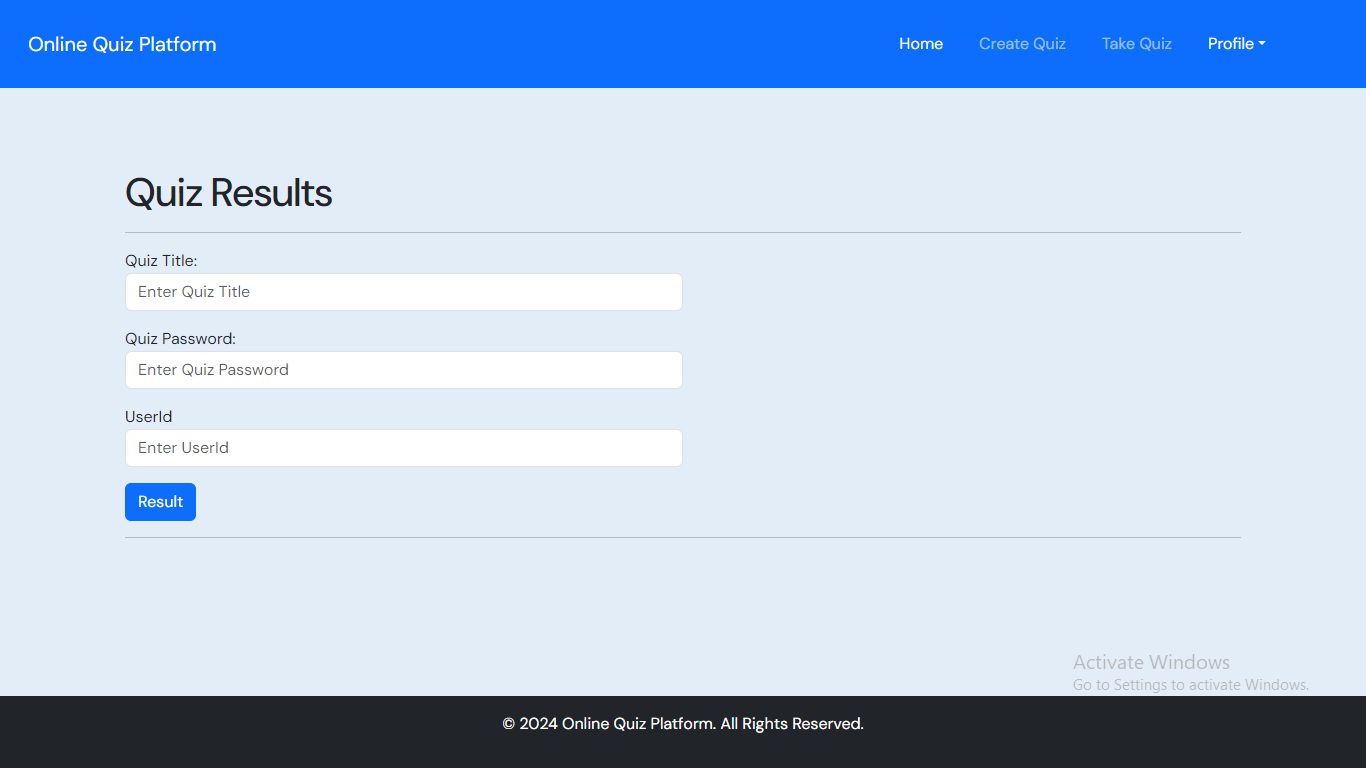 Online Quiz Platform
Home Create Quiz Take Quiz Profile
Quiz Results
Quiz Title:
Enter Quiz Title
Quiz Password:
Enter Quiz Password
UserId
Enter UserId
Result
Activate Windows
Go to Settings to activate Windows.
© 2024 Online Quiz Platform. All Rights Reserved.